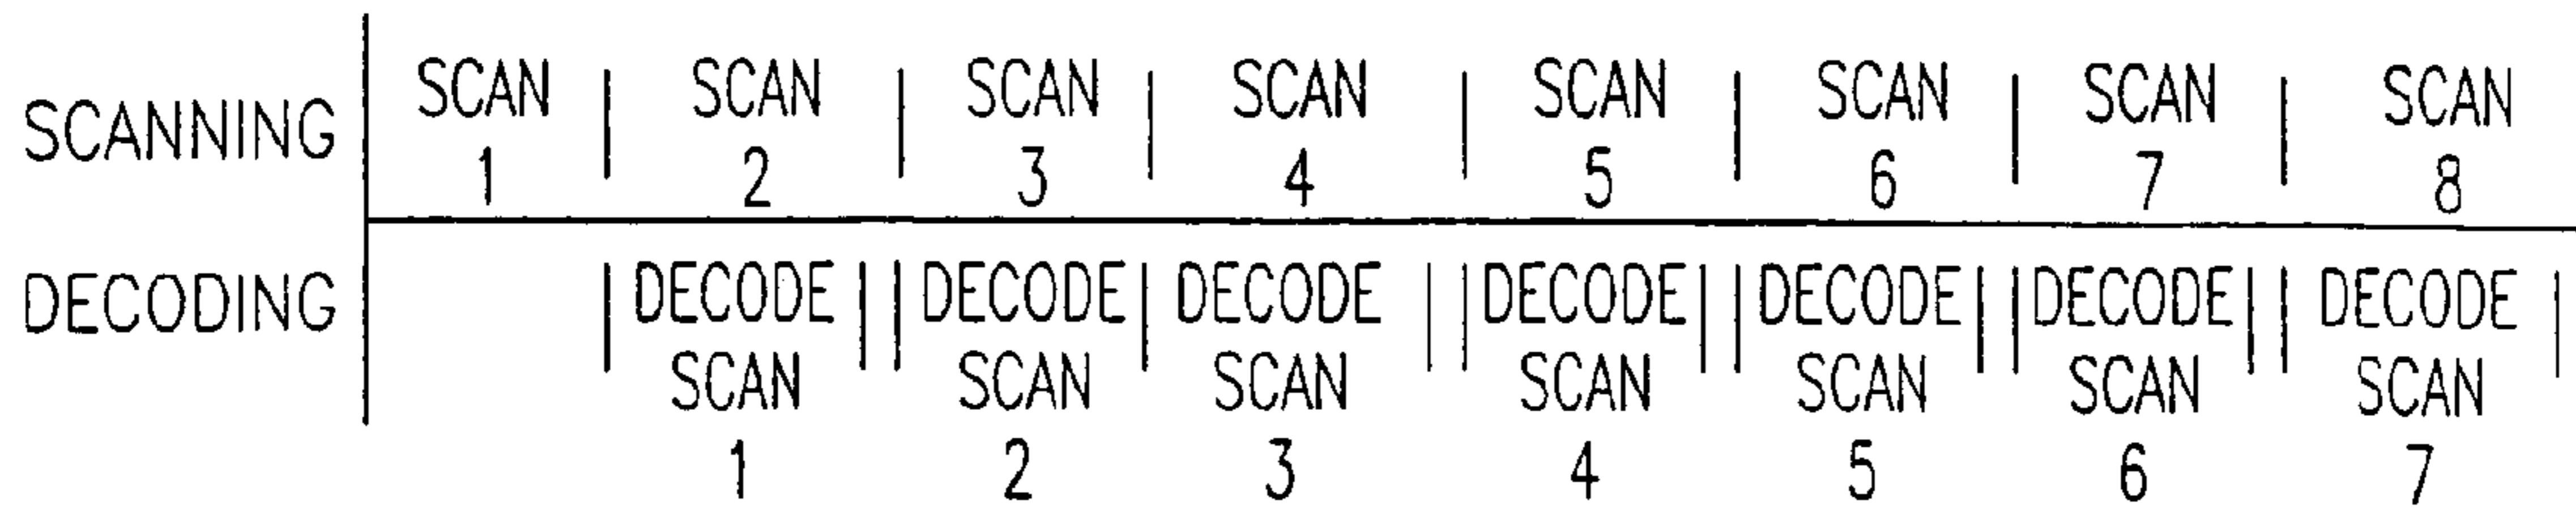 SCANNING SCAN SCAN SCAN SCAN SCAN SCAN SCAN SCAN
1 2 3 4 5 6 7 8
DECODING DECODE DECODE DECODE DECODE DECODE DECODE DECODE
SCAN SCAN SCAN SCAN SCAN SCAN SCAN
1 2 3 4 5 6 7